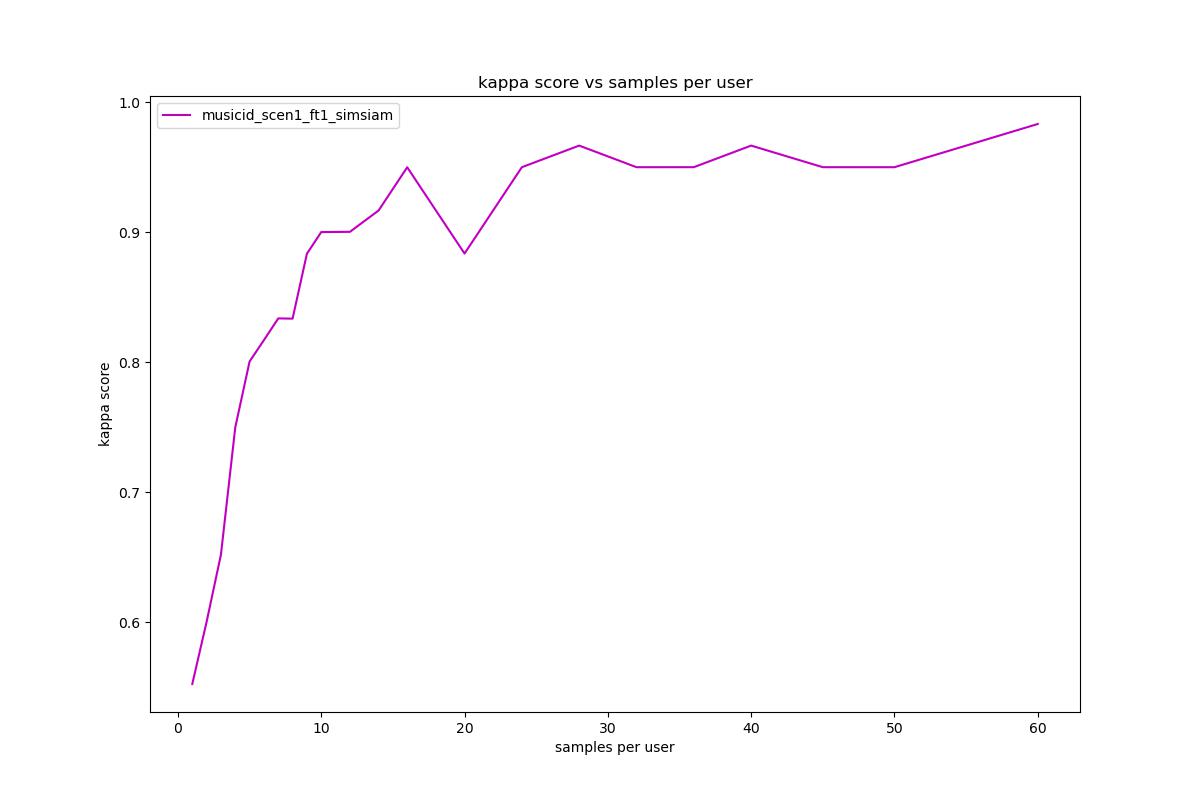 kappa score vs samples per user
musicid_scen1_ft1_simsiam
1.0
0.9
0.8
0.7
0.6
kappa score
0 10 20 30 40 50 60
samples per user